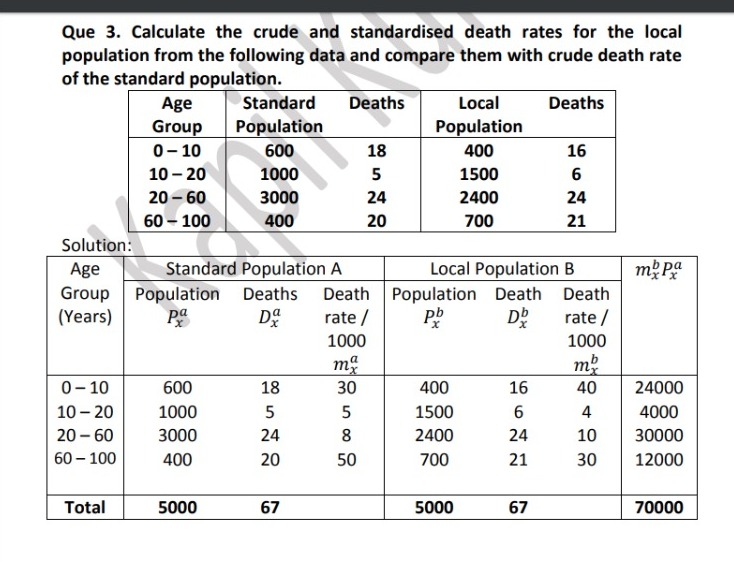 Que 3. Calculate the crude and standardised death rates for the local
population from the following data and compare them with crude death rate
of the standard population.
Age Group Standard Population Deaths Local Population Deaths
0 – 10 600 18 400 16
10 – 20 1000 5 1500 6
20 – 60 3000 24 2400 24
60 – 100 400 20 700 21
Solution:
Age Group (Years) Standard Population A Local Population B $m_x^b P_x^a$
Population $P_x^a$ Deaths $D_x^a$ Death rate / 1000 $m_x^a$ Population $P_x^b$ Death $D_x^b$ Death rate / 1000 $m_x^b$
0 – 10 600 18 30 400 16 40 24000
10 – 20 1000 5 5 1500 6 4 4000
20 – 60 3000 24 8 2400 24 10 30000
60 – 100 400 20 50 700 21 30 12000
Total 5000 67 5000 67 70000